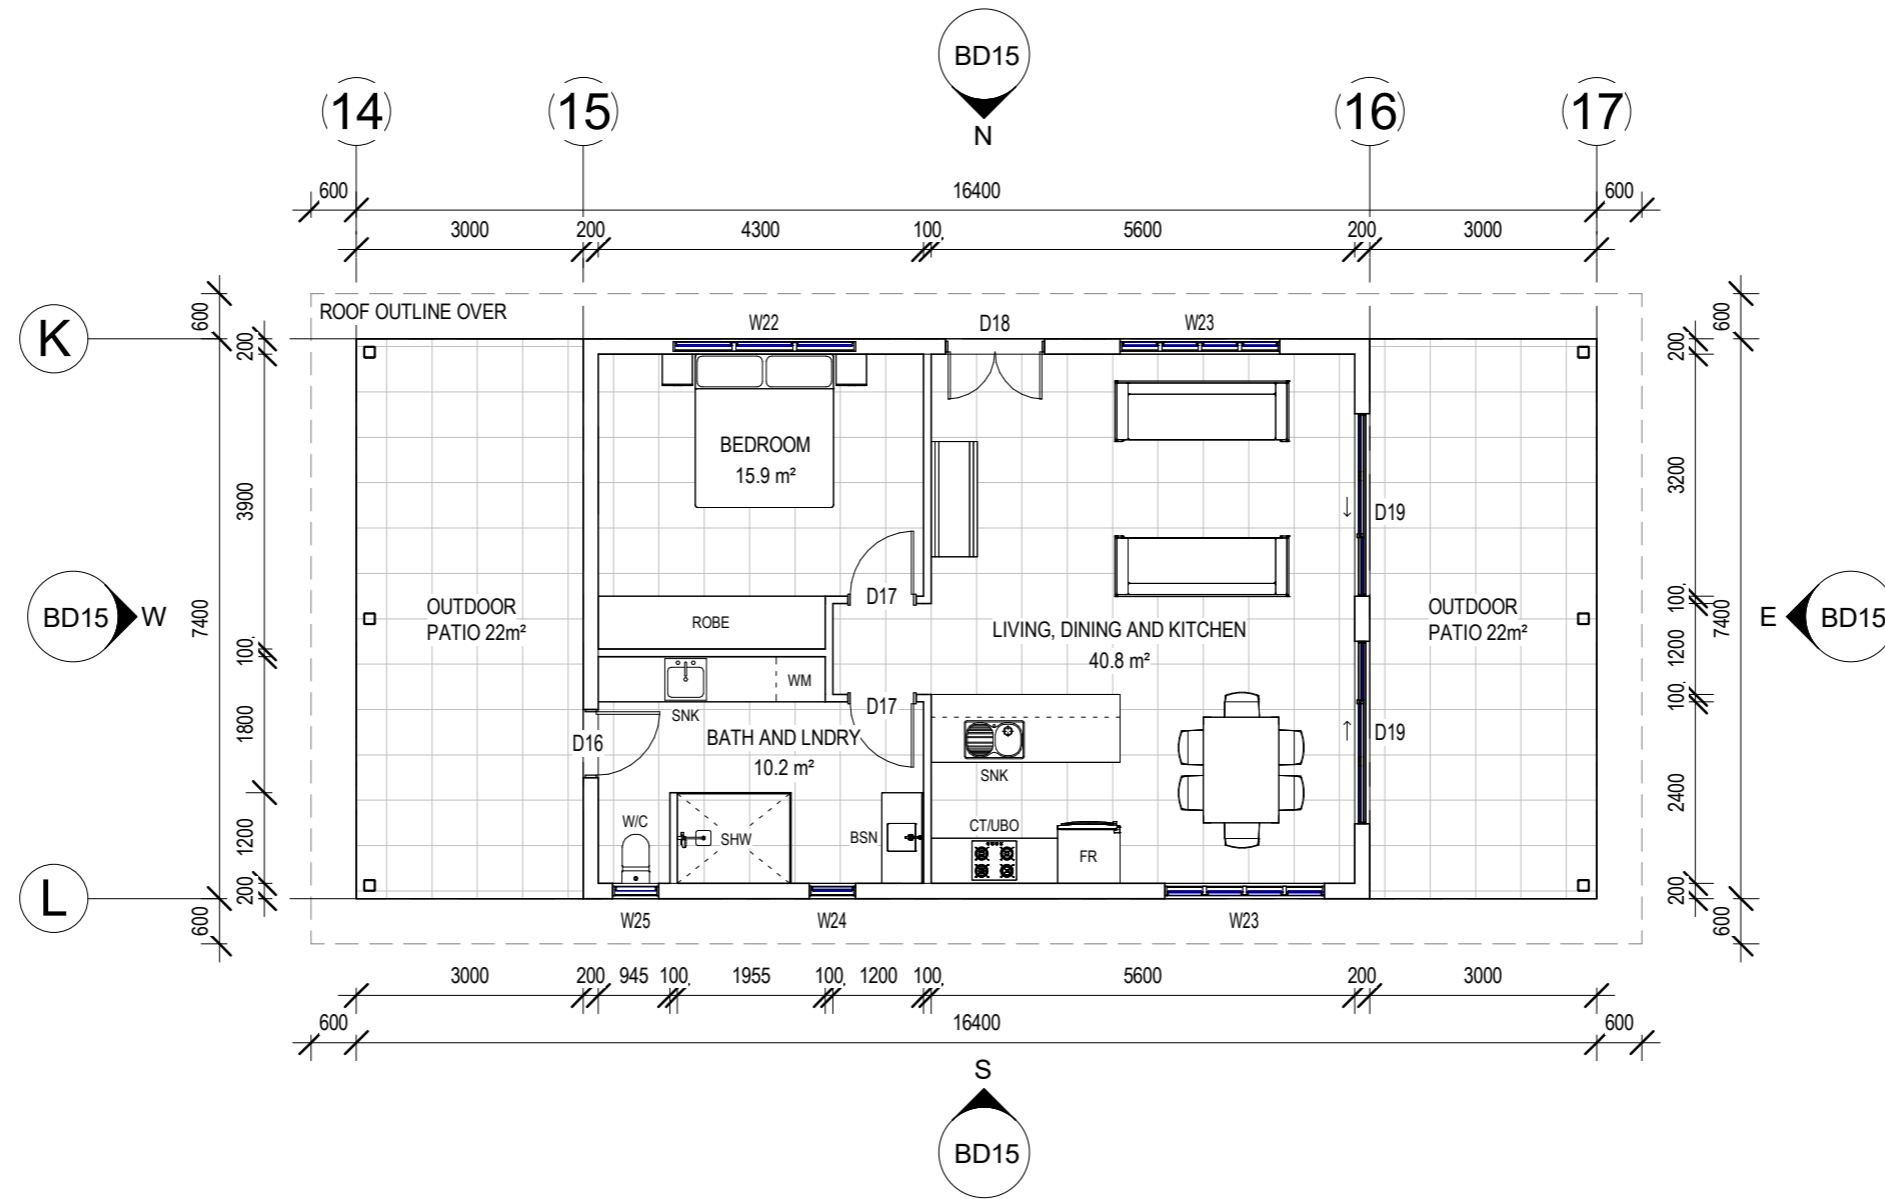 BD15
N
14
15
16
17
600
16400
600
3000
200
4300
100
5600
200
3000
ROOF OUTLINE OVER
W22
D18
W23
K
600
200
3900
7400
100
1800
1200
200
600
L
BD15
W
BEDROOM
15.9 m²
D17
ROBE
OUTDOOR
PATIO 22m²
LIVING, DINING AND KITCHEN
40.8 m²
WM
SNK
D17
D16
BATH AND LNDRY
10.2 m²
SNK
W/C
SHW
BSN
CT/UBO
FR
D19
D19
OUTDOOR
PATIO 22m²
600
200
3200
100
1200
7400
100
2400
200
600
E
BD15
W25
W24
W23
3000
200
945
100
1955
100
1200
100
5600
200
3000
600
16400
600
S
BD15